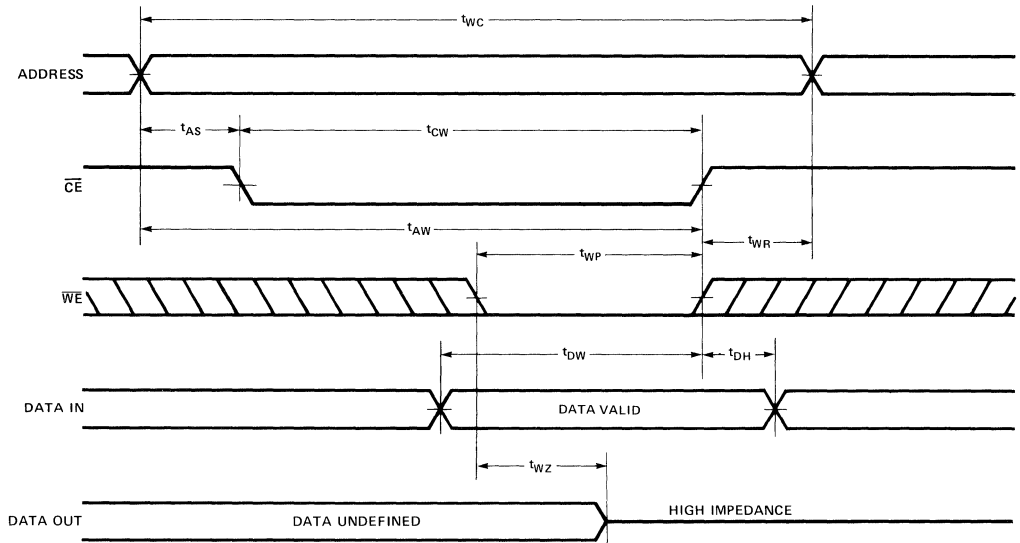 tWC
ADDRESS
tAS
tCW
CE
tAW
tWR
tWP
WE
tDW
tDH
DATA IN
DATA VALID
tWZ
HIGH IMPEDANCE
DATA OUT
DATA UNDEFINED